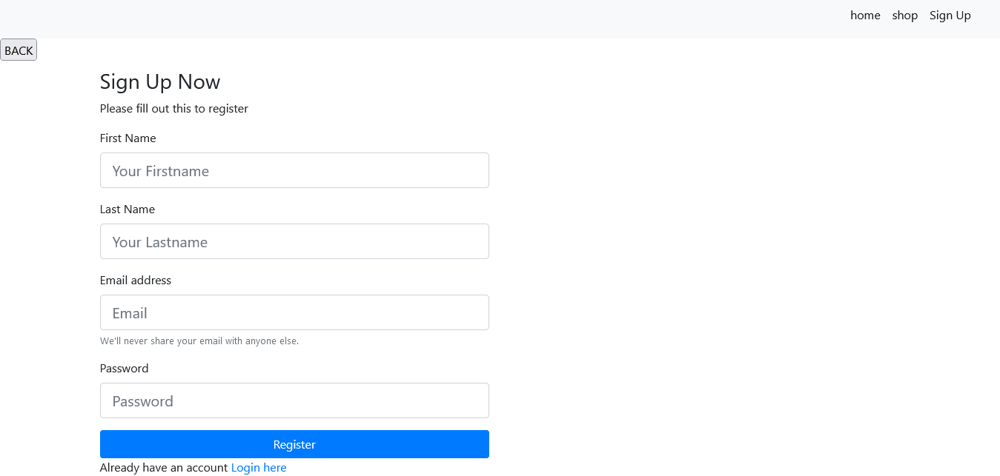 home shop Sign Up
BACK
Sign Up Now
Please fill out this to register
First Name
Your Firstname
Last Name
Your Lastname
Email address
Email
We'll never share your email with anyone else.
Password
Password
Register
Already have an account Login here